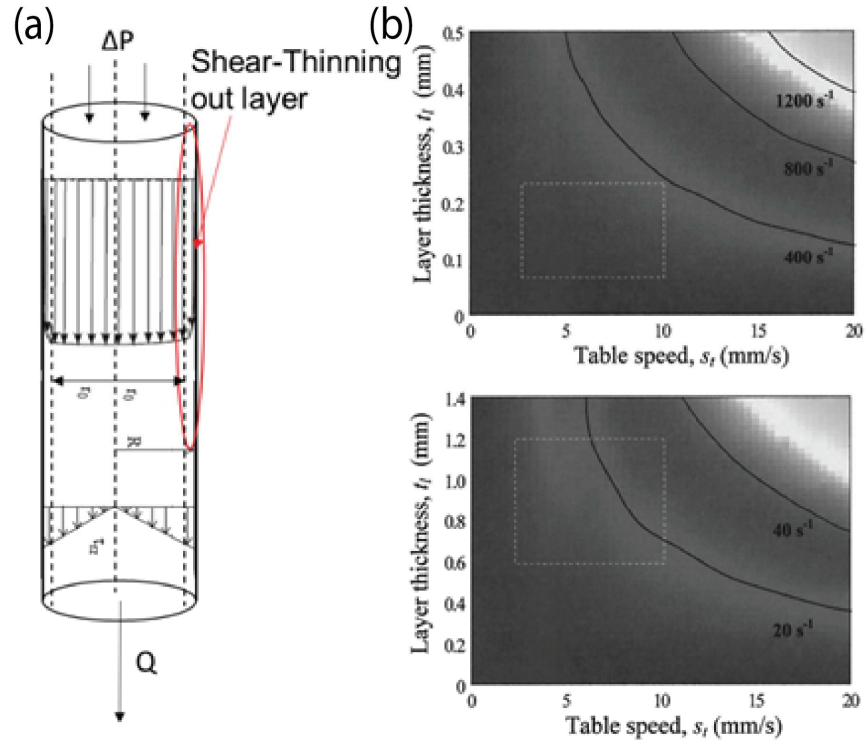 (a)
ΔP
Shear-Thinning
out layer
r₀
r₀
R
Q
(b)
Layer thickness, tₗ (mm)
0.5
0.4
0.3
0.2
0.1
0
1200 s⁻¹
800 s⁻¹
400 s⁻¹
0
5
10
15
20
Table speed, sₜ (mm/s)
Layer thickness, tₗ (mm)
1.4
1.2
1.0
0.8
0.6
0.4
0.2
0
40 s⁻¹
20 s⁻¹
0
5
10
15
20
Table speed, sₜ (mm/s)